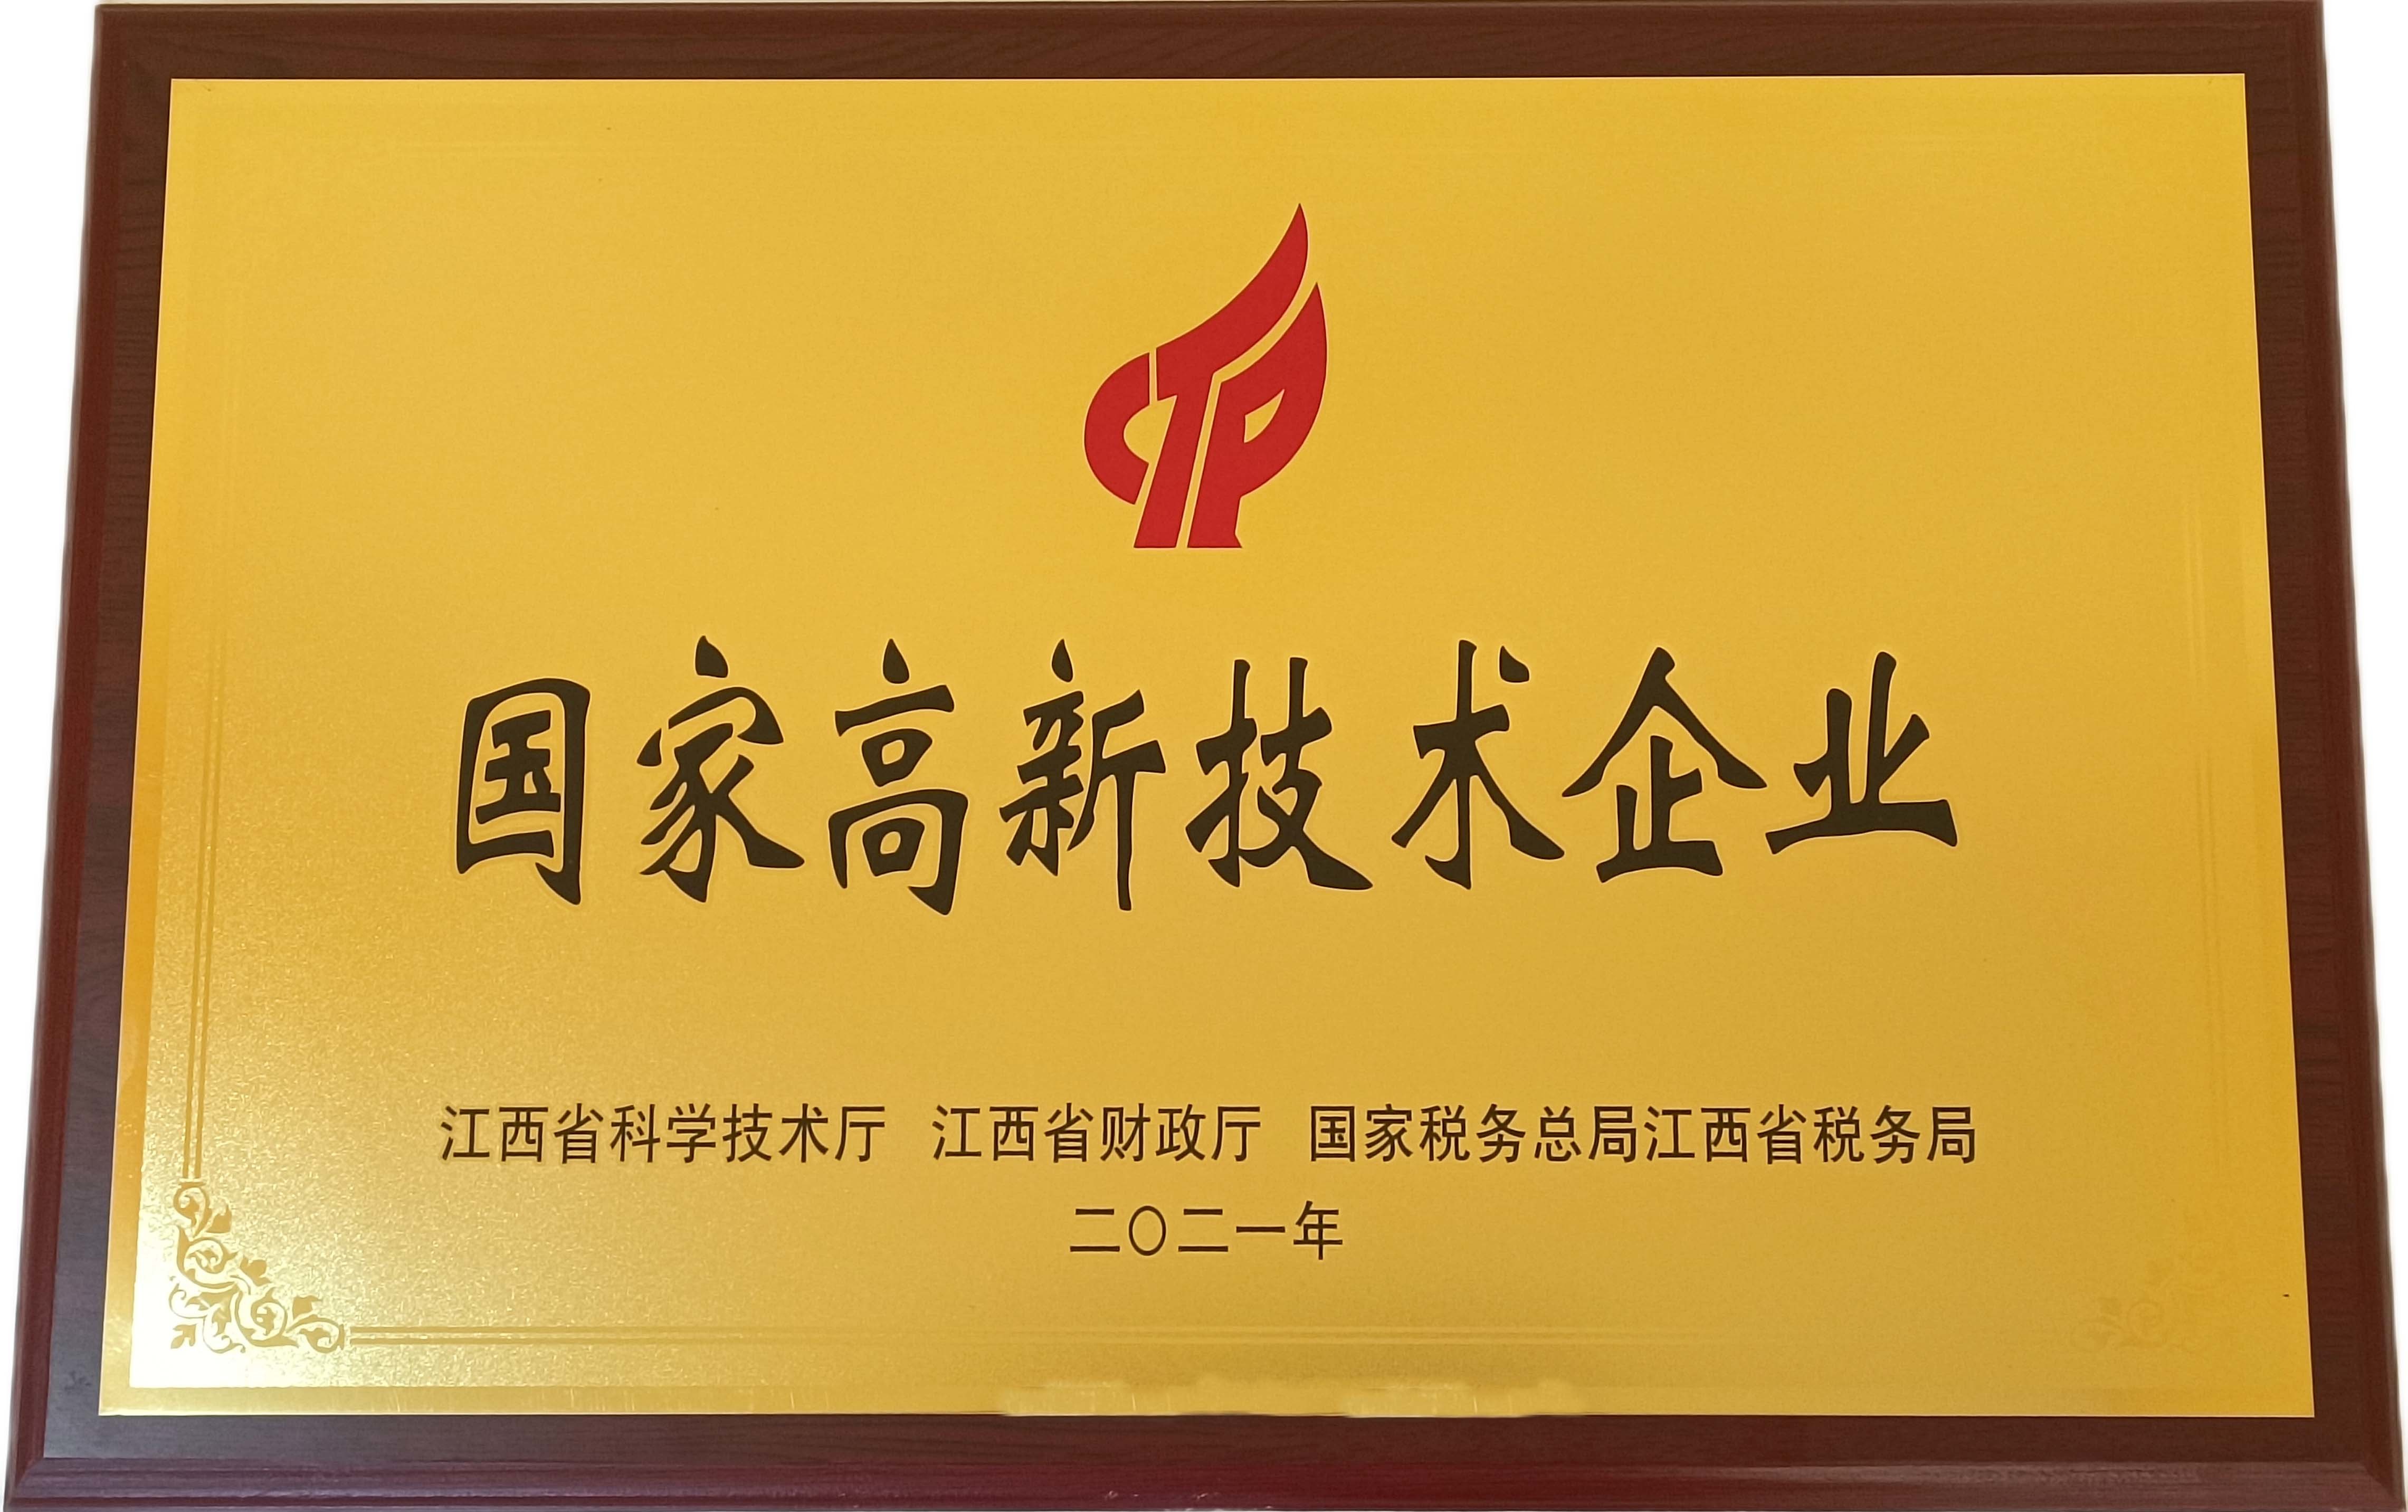 CTP
国家高新技术企业
江西省科学技术厅 江西省财政厅 国家税务总局江西省税务局
二〇二一年